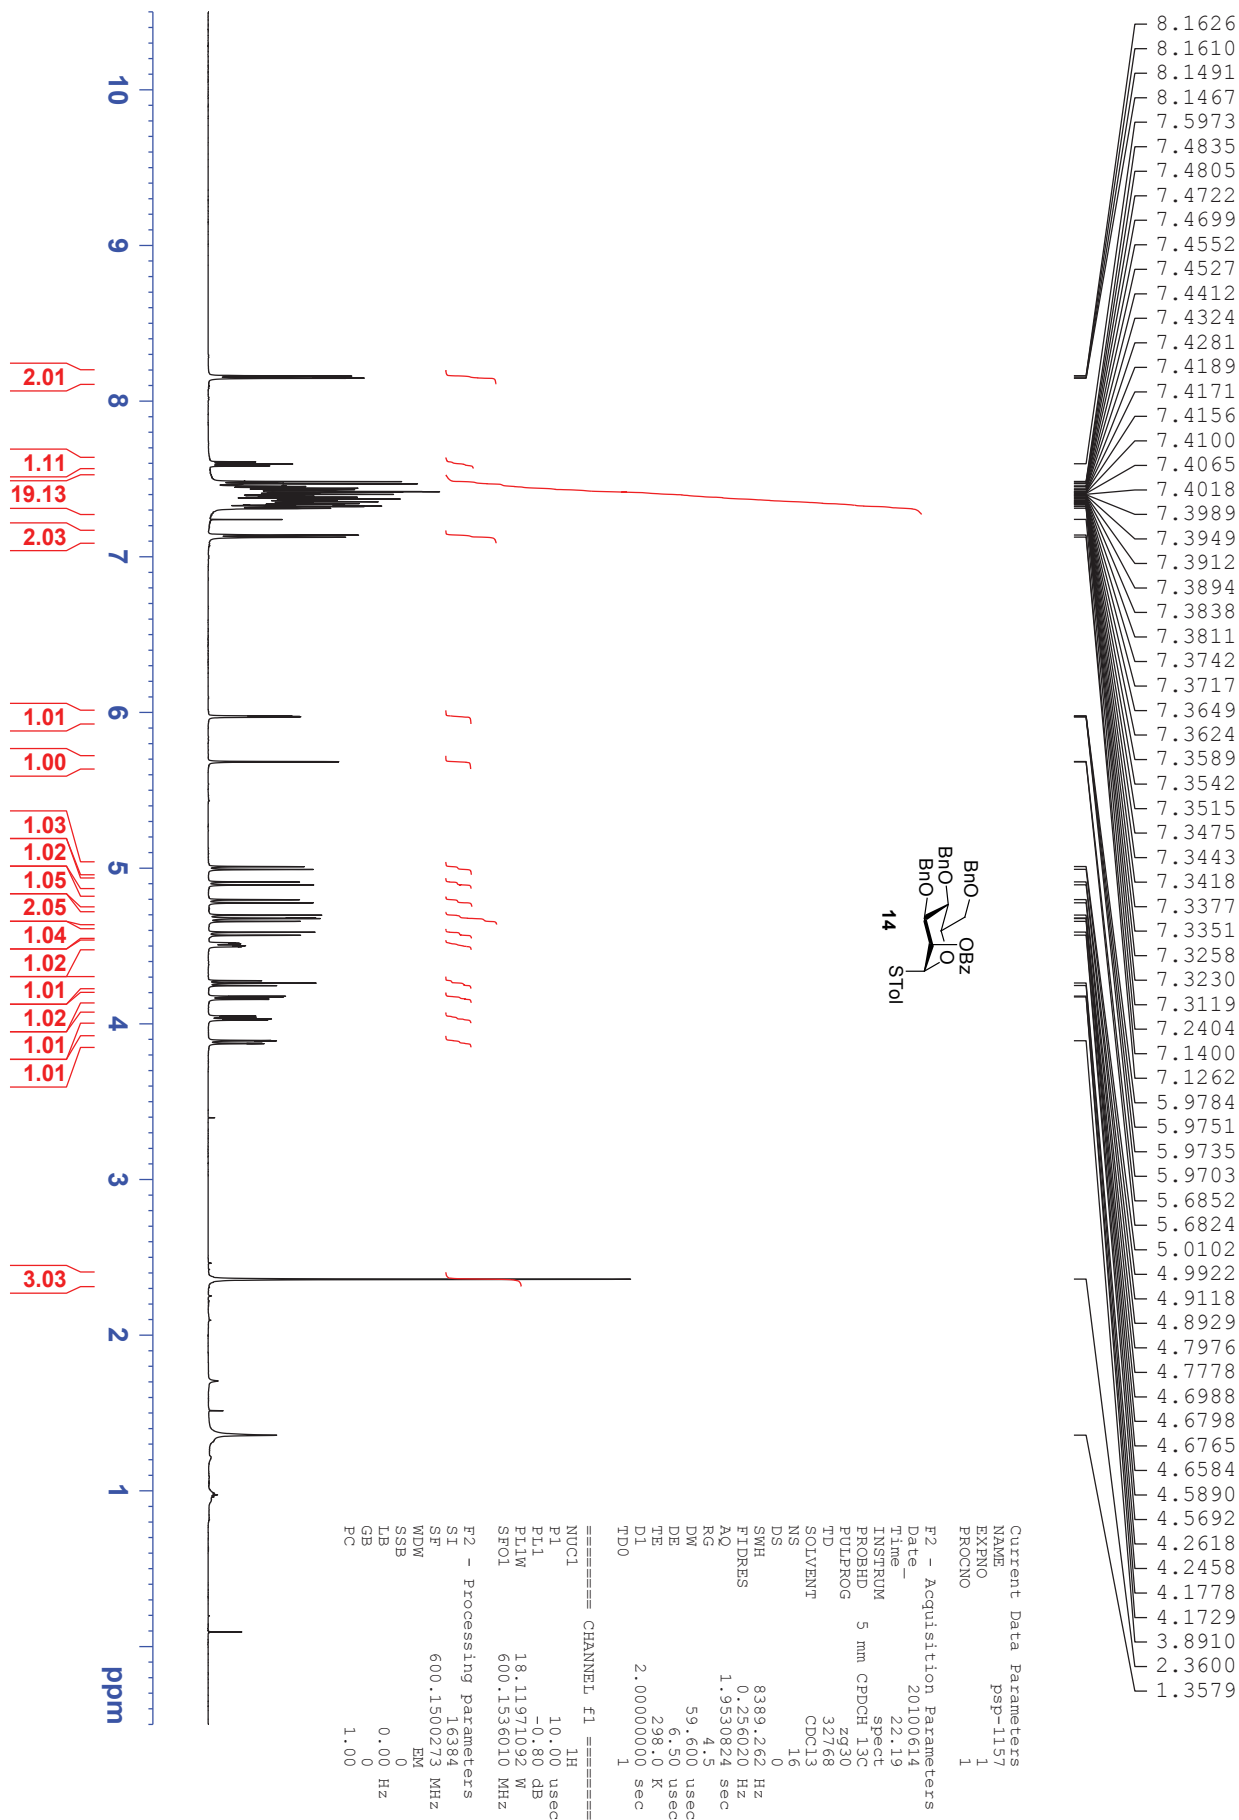 8.1626
8.1610
8.1491
8.1467
7.5973
7.4835
7.4805
7.4722
7.4699
7.4552
7.4527
7.4412
7.4324
7.4281
7.4189
7.4171
7.4156
7.4100
7.4065
7.4018
7.3989
7.3949
7.3912
7.3894
7.3838
7.3811
7.3742
7.3717
7.3649
7.3624
7.3589
7.3542
7.3515
7.3475
7.3443
7.3418
7.3377
7.3351
7.3258
7.3230
7.3119
7.2404
7.1400
7.1262
5.9784
5.9751
5.9735
5.9703
5.6852
5.6824
5.0102
4.9922
4.9118
4.8929
4.7976
4.7778
4.6988
4.6798
4.6765
4.6584
4.5890
4.5692
4.2618
4.2458
4.1778
4.1729
3.8910
2.3600
1.3579
BnO
OBz
BnO
O
BnO
STol
14
Current Data Parameters
NAME psp-1157
EXPNO 1
PROCNO 1
F2 - Acquisition Parameters
Date_ 20100614
Time_ 22.19
INSTRUM spect
PROBHD 5 mm CPDCH 13C
PULPROG zg30
TD 32768
SOLVENT CDCl3
NS 16
DS 0
SWH 8389.262 Hz
FIDRES 0.256020 Hz
AQ 1.9530824 sec
RG 4.5
DW 59.600 usec
DE 6.50 usec
TE 298.0 K
D1 2.00000000 sec
TD0 1
======== CHANNEL f1 ========
NUC1 1H
P1 10.00 usec
PL1 -0.80 dB
PL1W 18.11971092 W
SFO1 600.1536010 MHz
F2 - Processing parameters
SI 16384
SF 600.1500273 MHz
WDW EM
SSB 0
LB 0.00 Hz
GB 0
PC 1.00
10
9
8
7
6
5
4
3
2
1
ppm
2.01
1.11
19.13
2.03
1.01
1.00
1.03
1.02
1.05
2.05
1.04
1.02
1.01
1.02
1.01
1.01
3.03